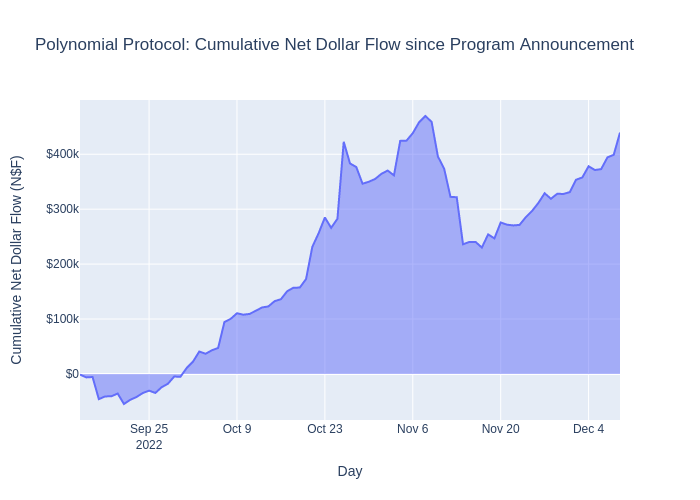 Polynomial Protocol: Cumulative Net Dollar Flow since Program Announcement
Cumulative Net Dollar Flow (N$F)
$400k
$300k
$200k
$100k
$0
Sep 25
2022
Oct 9
Oct 23
Nov 6
Nov 20
Dec 4
Day